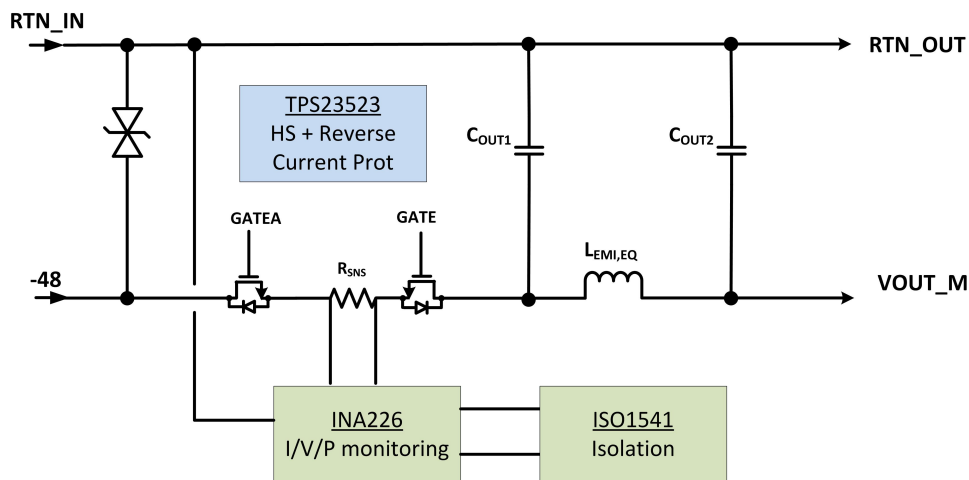 RTN_IN
RTN_OUT
TPS23523
HS + Reverse
Current Prot
COUT1
COUT2
GATEA
GATE
-48
RSNS
LEMI,EQ
VOUT_M
INA226
I/V/P monitoring
ISO1541
Isolation